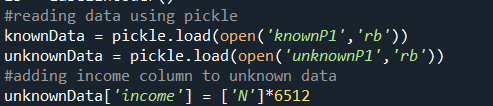 #reading data using pickle
knownData = pickle.load(open('knownP1','rb'))
unknownData = pickle.load(open('unknownP1','rb'))
#adding income column to unknown data
unknownData['income'] = ['N']*6512